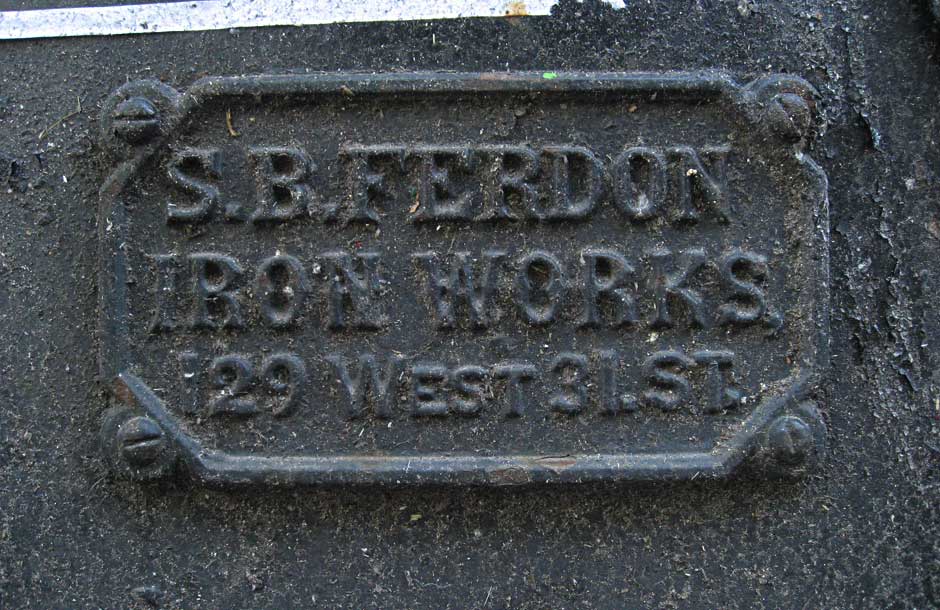 S.B. FERDON
IRON WORKS,
129 WEST 31. ST.